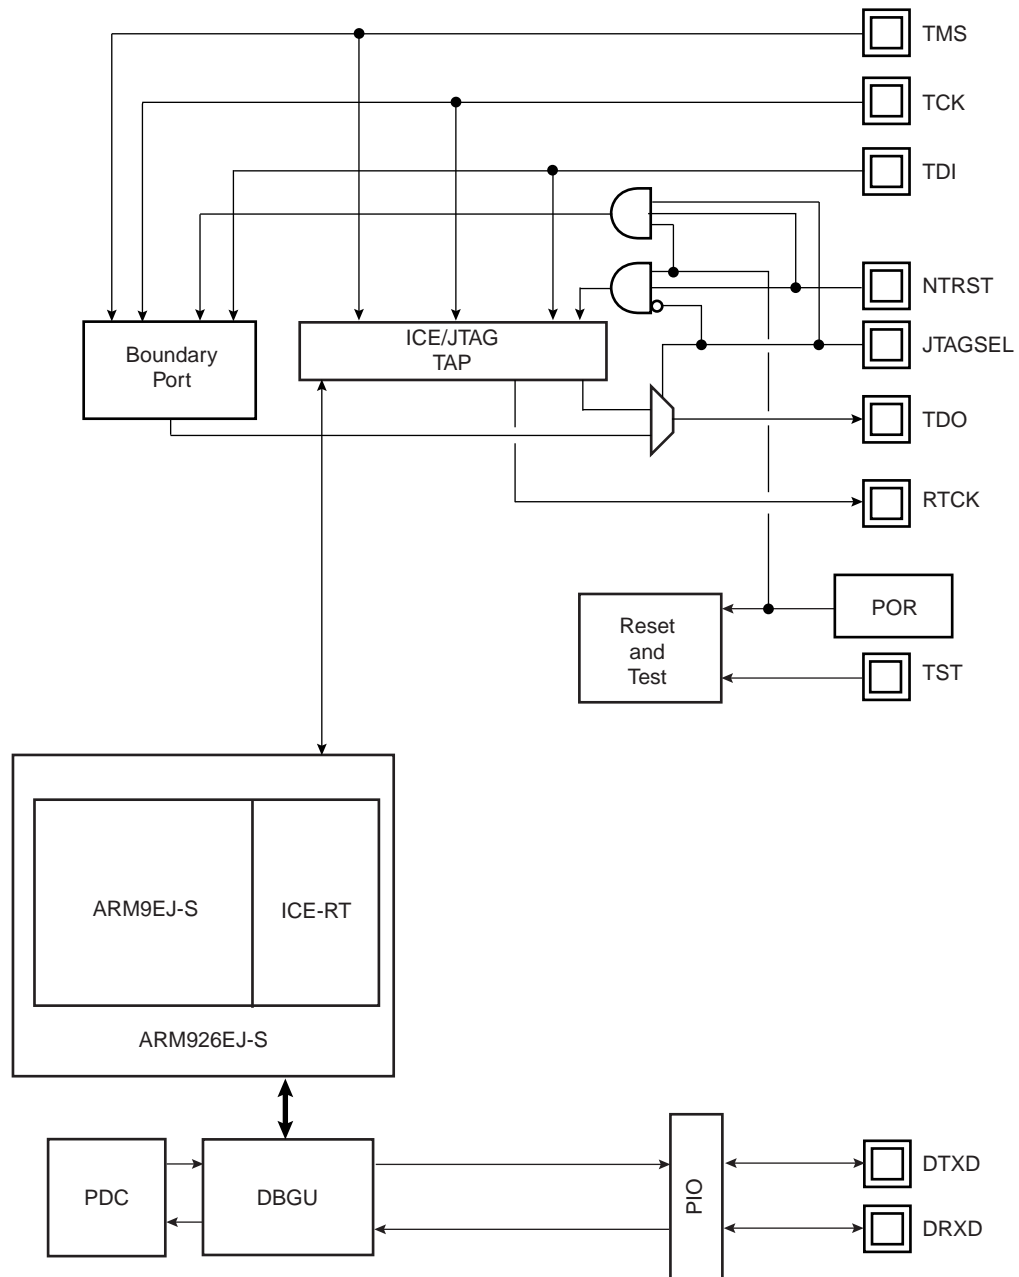 TMS
TCK
TDI
NTRST
JTAGSEL
TDO
RTCK
Boundary
Port
ICE/JTAG
TAP
POR
Reset
and
Test
TST
ARM9EJ-S
ICE-RT
ARM926EJ-S
PDC
DBGU
PIO
DTXD
DRXD